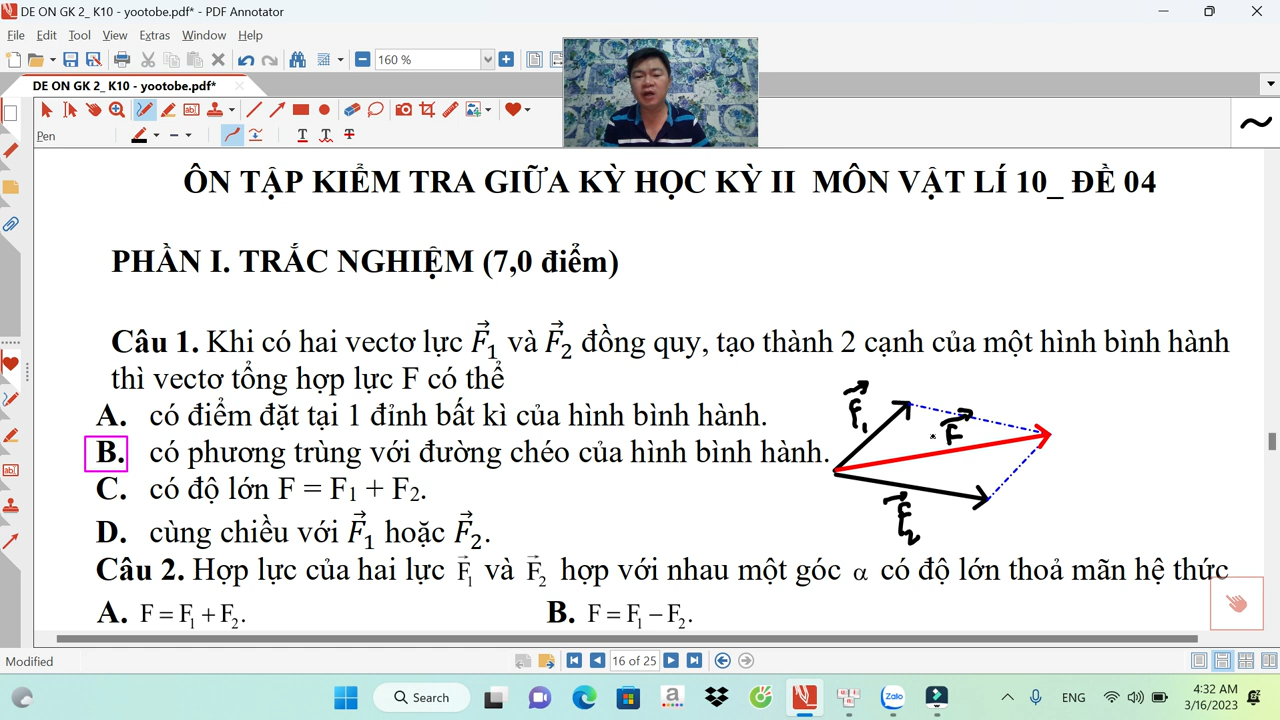 DE ON GK 2_ K10 - yootobe.pdf* - PDF Annotator
File Edit Tool View Extras Window Help
160 %
DE ON GK 2_ K10 - yootobe.pdf*
Pen
ÔN TẬP KIỂM TRA GIỮA KỲ HỌC KỲ II MÔN VẬT LÍ 10_ ĐỀ 04
PHẦN I. TRẮC NGHIỆM (7,0 điểm)
Câu 1. Khi có hai vectơ lực F⃗₁ và F⃗₂ đồng quy, tạo thành 2 cạnh của một hình bình hành
thì vectơ tổng hợp lực F có thể
A. có điểm đặt tại 1 đỉnh bất kì của hình bình hành.
B. có phương trùng với đường chéo của hình bình hành.
C. có độ lớn F = F₁ + F₂.
D. cùng chiều với F⃗₁ hoặc F⃗₂.
F⃗₁
F⃗
F⃗₂
Câu 2. Hợp lực của hai lực F⃗₁ và F⃗₂ hợp với nhau một góc α có độ lớn thoả mãn hệ thức
A. F = F₁ + F₂. B. F = F₁ − F₂.
Modified 16 of 25
Search Zalo ENG 4:32 AM
3/16/2023